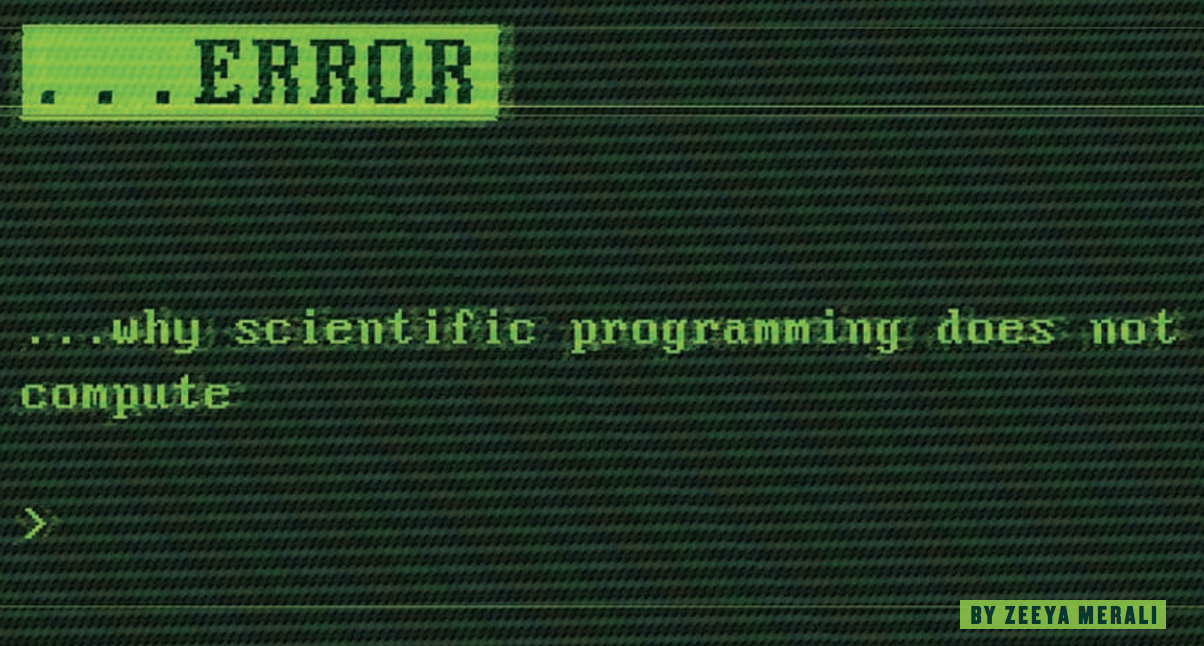 ...ERROR
....why scientific programming does not
compute
>
BY ZEEYA MERALI